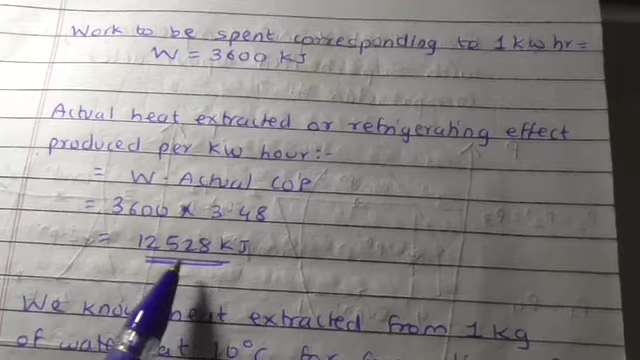 Work to be spent corresponding to 1 kw hr =
W = 3600 KJ
Actual heat extracted or refrigerating effect
produced per kw hour:-
= W. Actual COP
= 3600 x 3.48
= 12528 KJ
We know heat extracted from 1 kg
of water at 10°C for